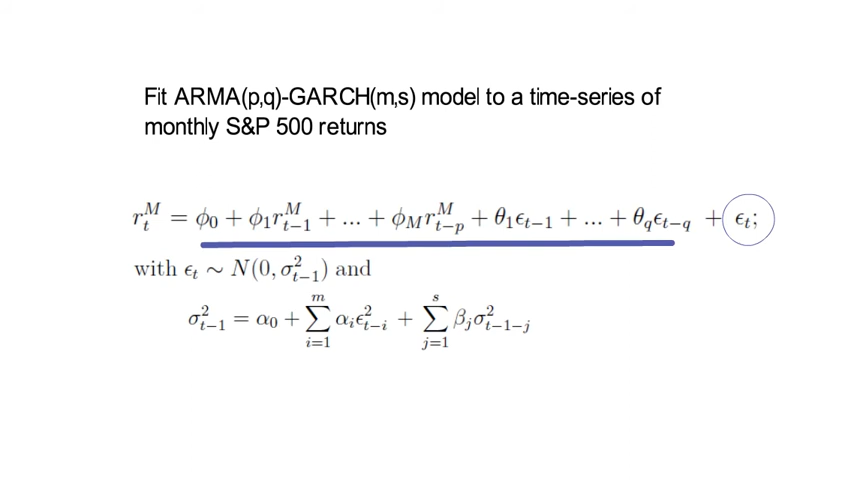 Fit ARMA(p,q)-GARCH(m,s) model to a time-series of
monthly S&P 500 returns
r_t^M = ϕ_0 + ϕ_1 r_{t-1}^M + ... + ϕ_M r_{t-p}^M + θ_1 ϵ_{t-1} + ... + θ_q ϵ_{t-q} + ϵ_t;
with ϵ_t ∼ N(0, σ_{t-1}^2) and
σ_{t-1}^2 = α_0 + ∑_{i=1}^m α_i ϵ_{t-i}^2 + ∑_{j=1}^s β_j σ_{t-1-j}^2